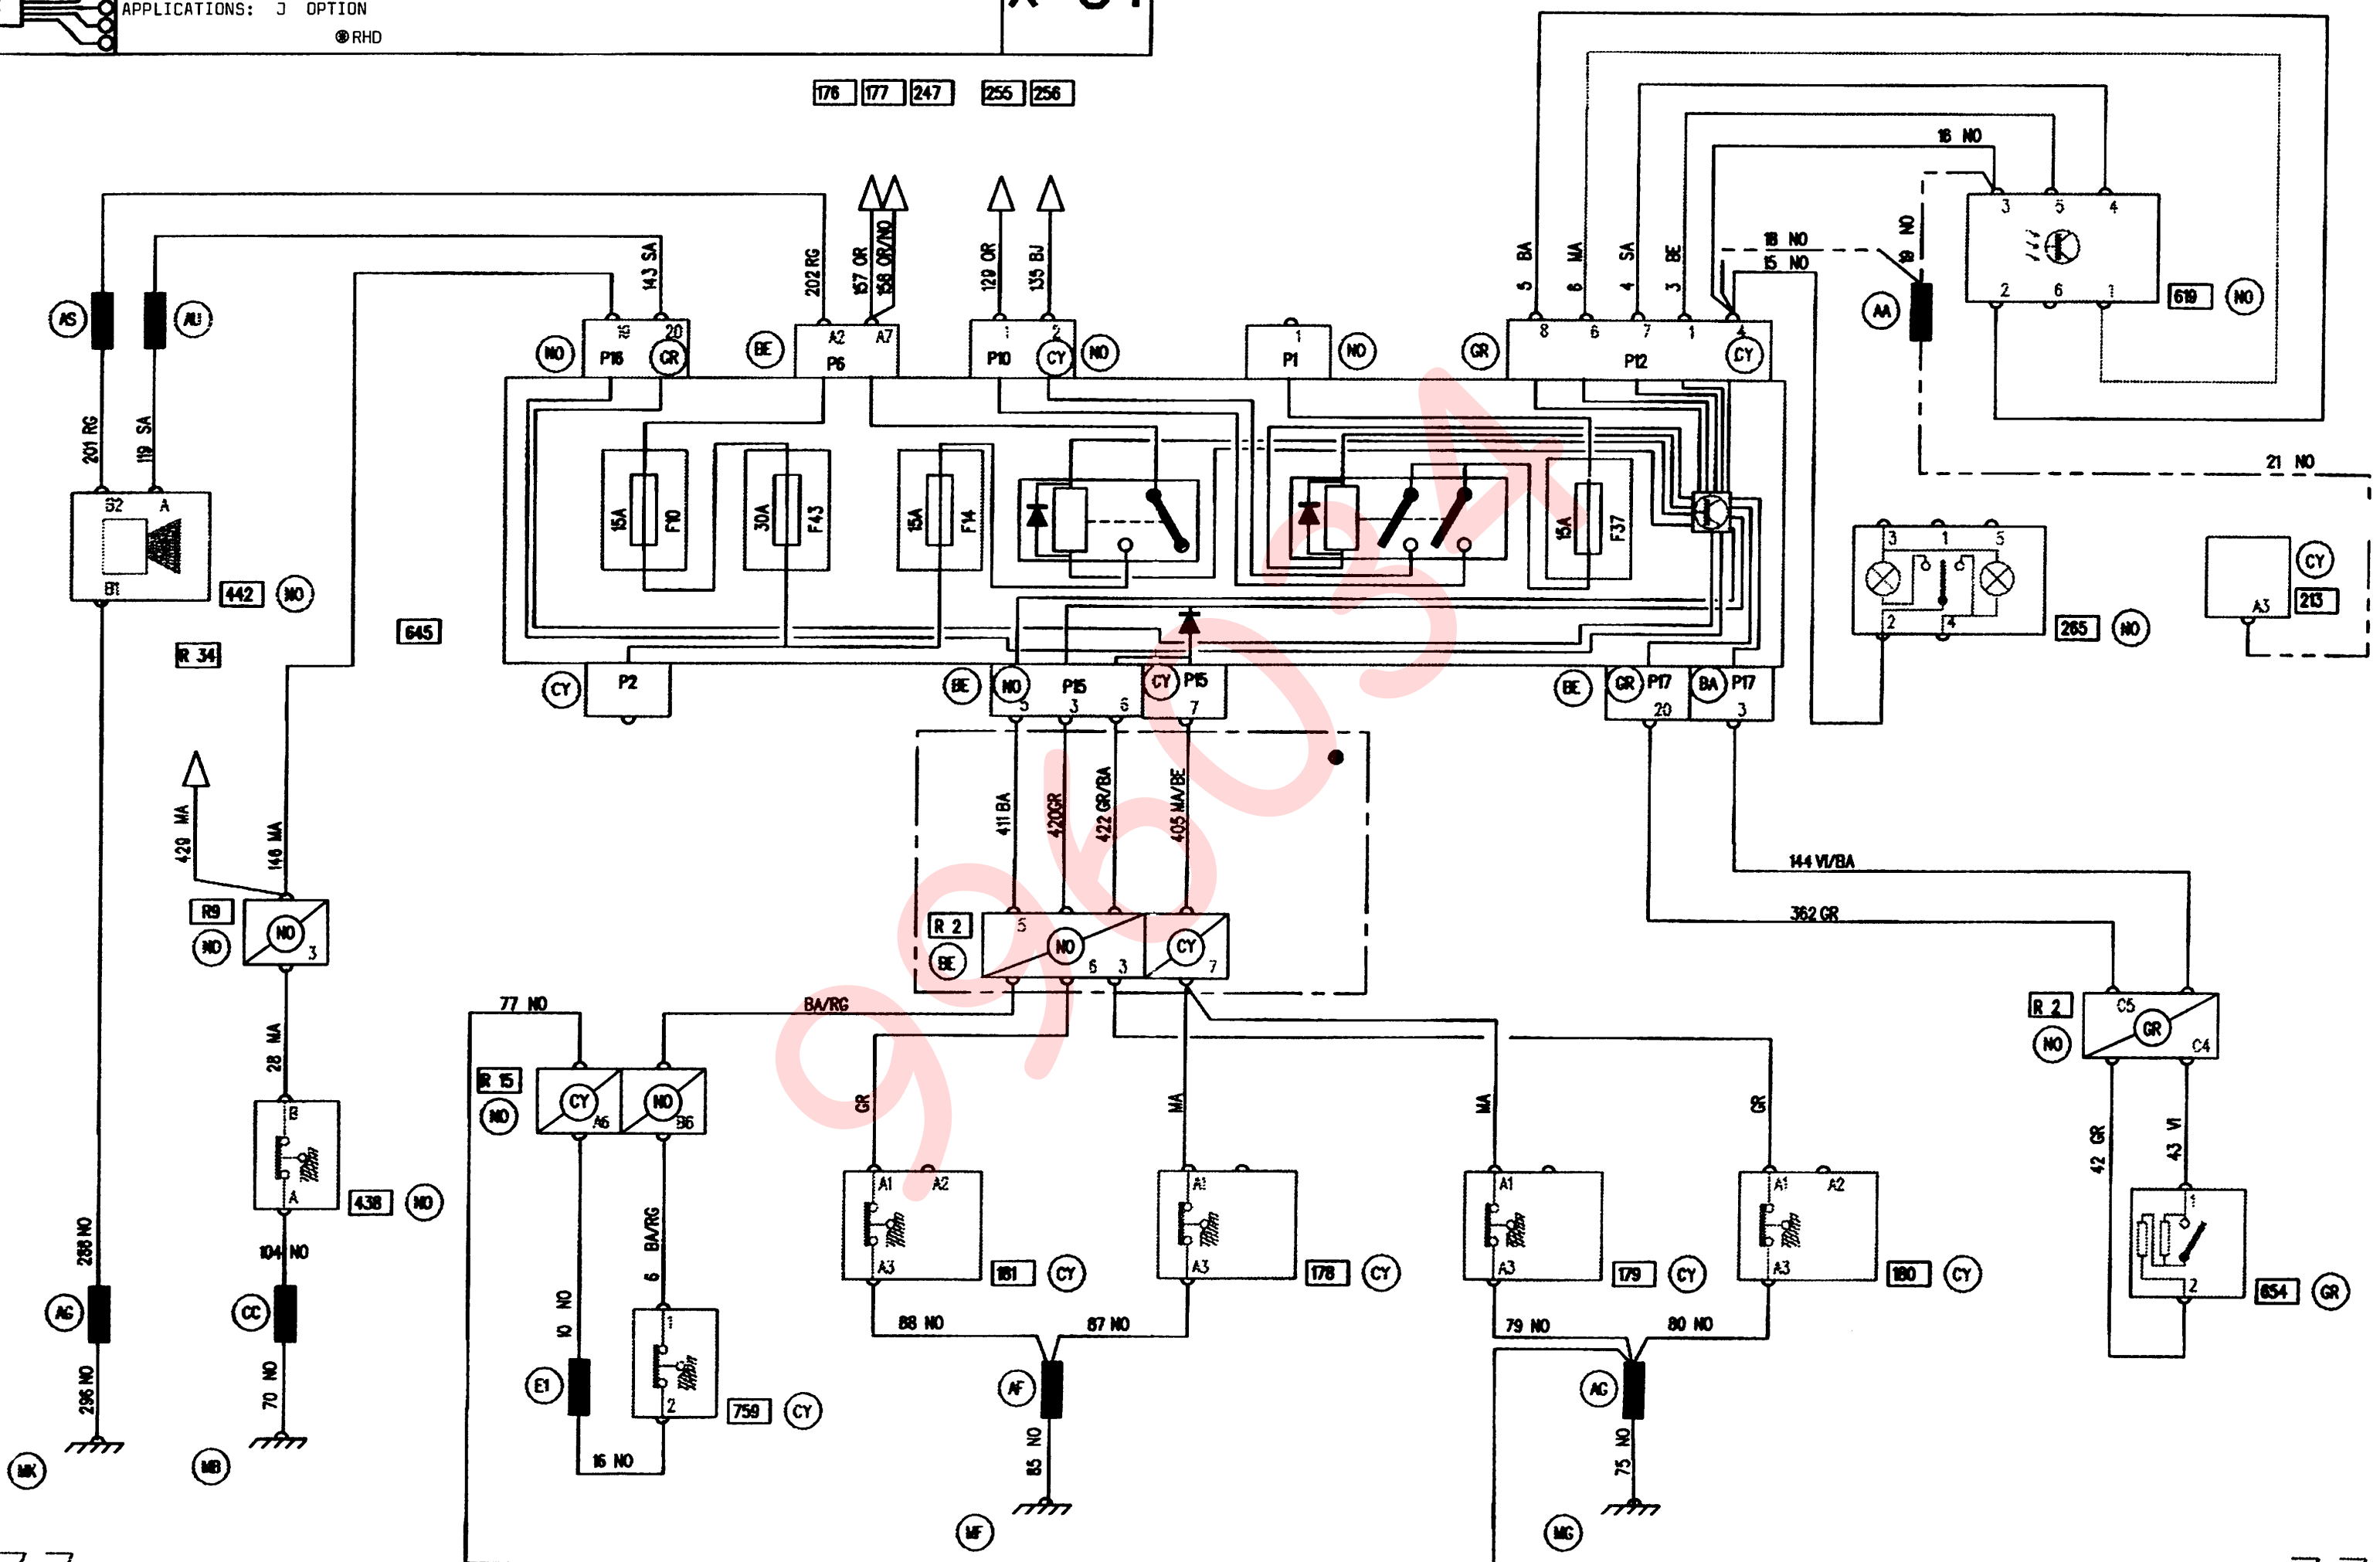 APPLICATIONS: J OPTION
⊛ RHD
176 177 247 255 256
16 NO
18 NO
15 NO
19 NO
143 SA
202 RG
157 OR
158 OR/NO
129 OR
135 BJ
5 BA
6 MA
4 SA
3 BE
3 5 4
2 6 1
619 NO
AS AU
AA
NO 20 P16 GR
BE A2 A7 P6
1 2 P10 CY NO
1 P1 NO
GR 8 6 7 1 4 P12 CY
201 RG
119 SA
21 NO
15A F10
30A F43
15A F14
15A F37
B2 A
B1
442 NO
3 1 5
2 4
265 NO
A3
CY
213
645
R 34
CY P2
BE NO P15 CY P15
5 3 6 7
BE GR P17 BA P17
20 3
429 MA
146 MA
411 BA
420GR
422 GR/BA
405 MA/BE
144 VI/BA
362 GR
R9 NO
NO 3
R 2 BE
5 NO 6 3 CY 7
77 NO
BA/RG
R 2 NO
C5 GR C4
28 MA
R 15 NO
CY A6 NO B6
GR
MA
MA
GR
42 GR
43 VI
B
A
438 NO
A1 A2
A3
181 CY
A1
A3
178 CY
A1
A3
179 CY
A1 A2
A3
180 CY
1
2
654 GR
288 NO
104 NO
10 NO
6 BA/RG
AG CC
88 NO
87 NO
79 NO
80 NO
E1
1
2
759 CY
AF
AG
296 NO
70 NO
16 NO
85 NO
75 NO
MK
MB
MF
MG
996034